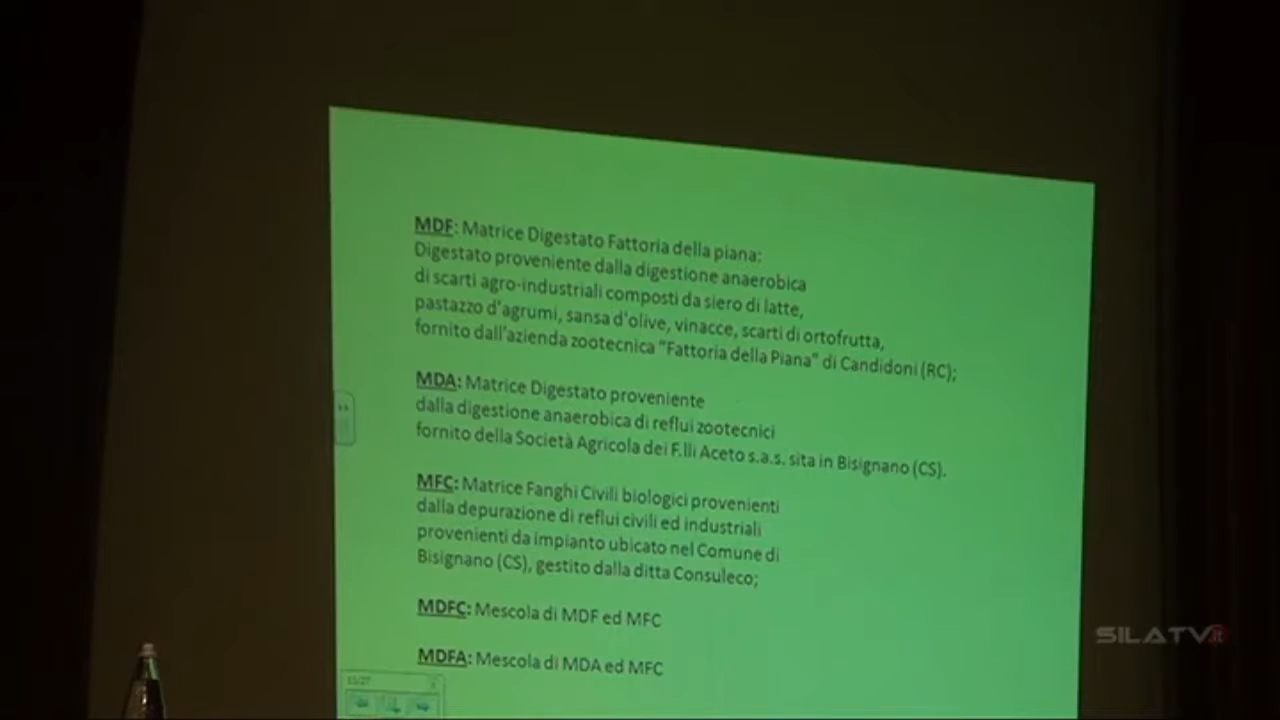 MDF: Matrice Digestato Fattoria della piana:
Digestato proveniente dalla digestione anaerobica
di scarti agro-industriali composti da siero di latte,
pastazzo d'agrumi, sansa d'olive, vinacce, scarti di ortofrutta,
fornito dall'azienda zootecnica "Fattoria della Piana" di Candidoni (RC);
MDA: Matrice Digestato proveniente
dalla digestione anaerobica di reflui zootecnici
fornito della Società Agricola dei F.lli Aceto s.a.s. sita in Bisignano (CS).
MFC: Matrice Fanghi Civili biologici provenienti
dalla depurazione di reflui civili ed industriali
provenienti da impianto ubicato nel Comune di
Bisignano (CS), gestito dalla ditta Consuleco;
MDFC: Mescola di MDF ed MFC
MDFA: Mescola di MDA ed MFC
SILATV.it